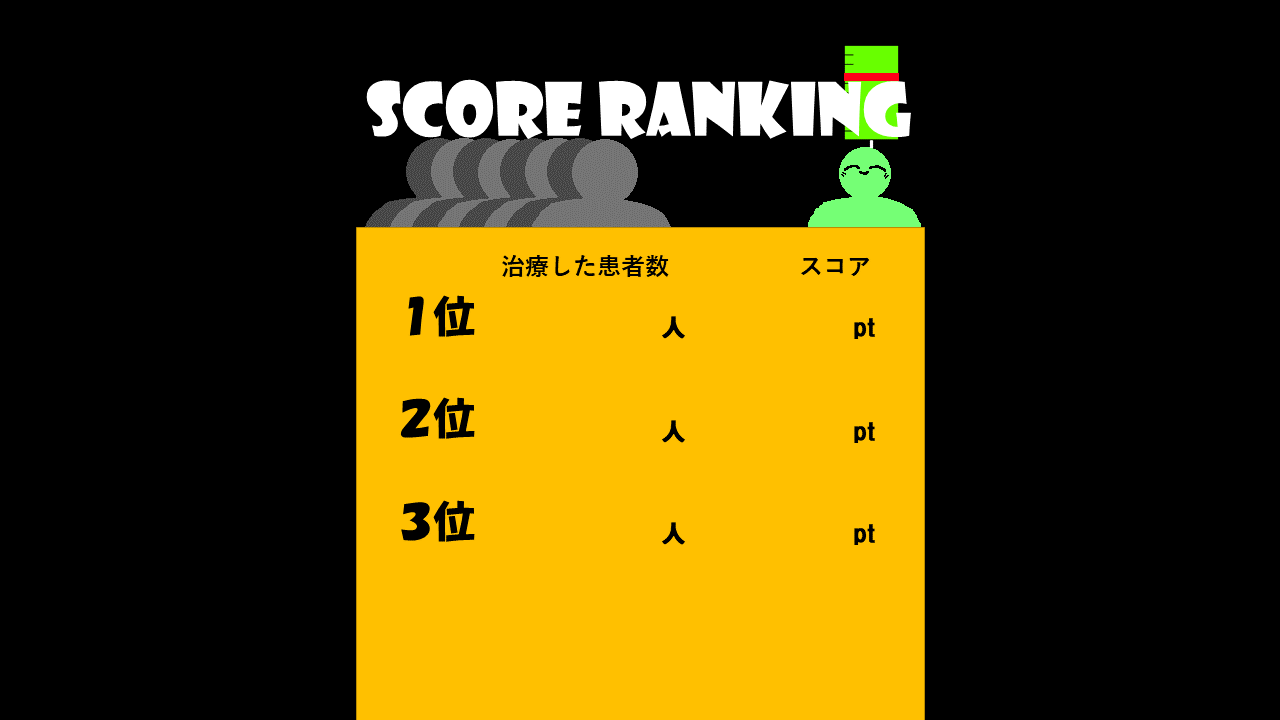 SCORE RANKING
治療した患者数 スコア
1位 人 pt
2位 人 pt
3位 人 pt